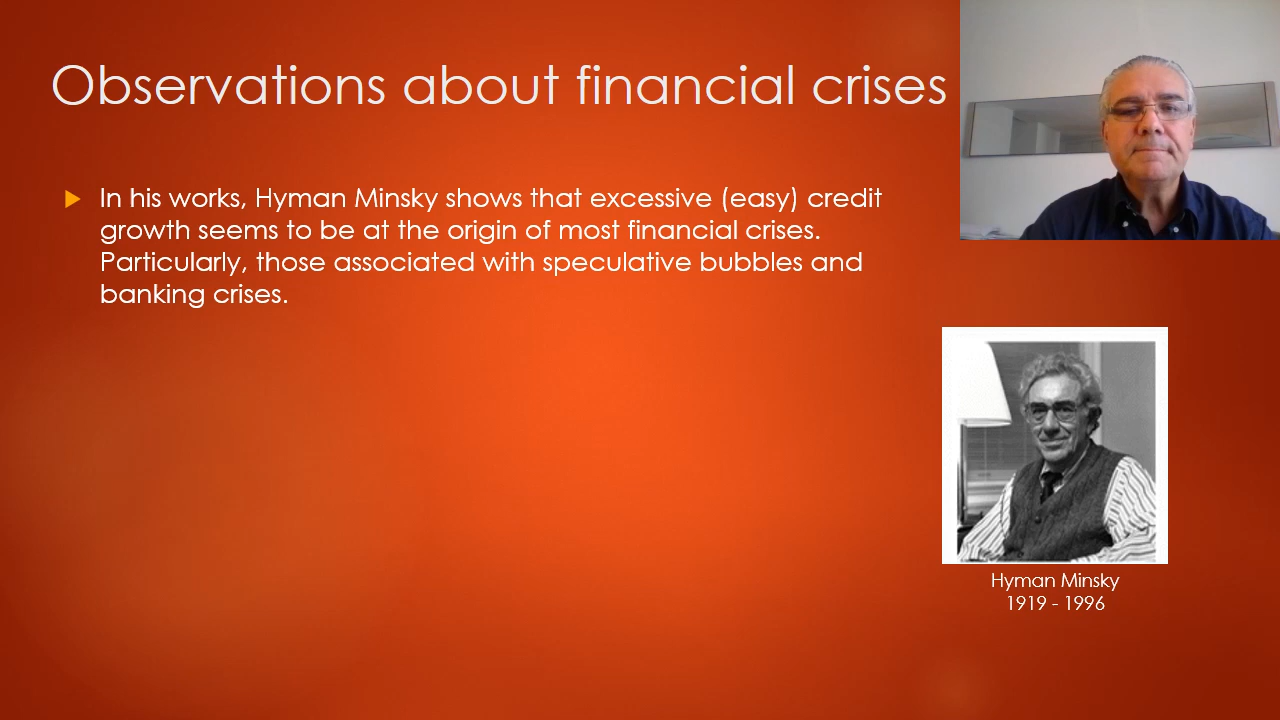 Observations about financial crises
In his works, Hyman Minsky shows that excessive (easy) credit
growth seems to be at the origin of most financial crises.
Particularly, those associated with speculative bubbles and
banking crises.
Hyman Minsky
1919 - 1996